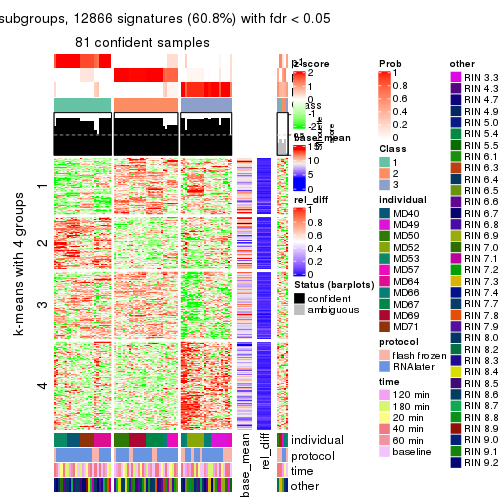 subgroups, 12866 signatures (60.8%) with fdr < 0.05
81 confident samples
k-means with 4 groups
1
2
3
4
base_mean
rel_diff
individual
protocol
time
other
z-score
2
1
-1
-2
base_mean
15
10
5
0
rel_diff
1
0.8
0.6
0.4
0.2
0
Status (barplots)
confident
ambiguous
Prob
1
0.8
0.6
0.4
0.2
0
Class
1
2
3
individual
MD40
MD49
MD50
MD52
MD53
MD57
MD64
MD66
MD67
MD69
MD71
protocol
flash frozen
RNAlater
time
120 min
180 min
20 min
40 min
60 min
baseline
other
RIN 3.3
RIN 4.3
RIN 4.7
RIN 4.9
RIN 5.0
RIN 5.4
RIN 5.5
RIN 6.1
RIN 6.3
RIN 6.4
RIN 6.5
RIN 6.6
RIN 6.7
RIN 6.8
RIN 6.9
RIN 7.0
RIN 7.1
RIN 7.2
RIN 7.3
RIN 7.4
RIN 7.7
RIN 7.8
RIN 7.9
RIN 8.0
RIN 8.2
RIN 8.3
RIN 8.4
RIN 8.5
RIN 8.6
RIN 8.7
RIN 8.8
RIN 8.9
RIN 9.0
RIN 9.1
RIN 9.2